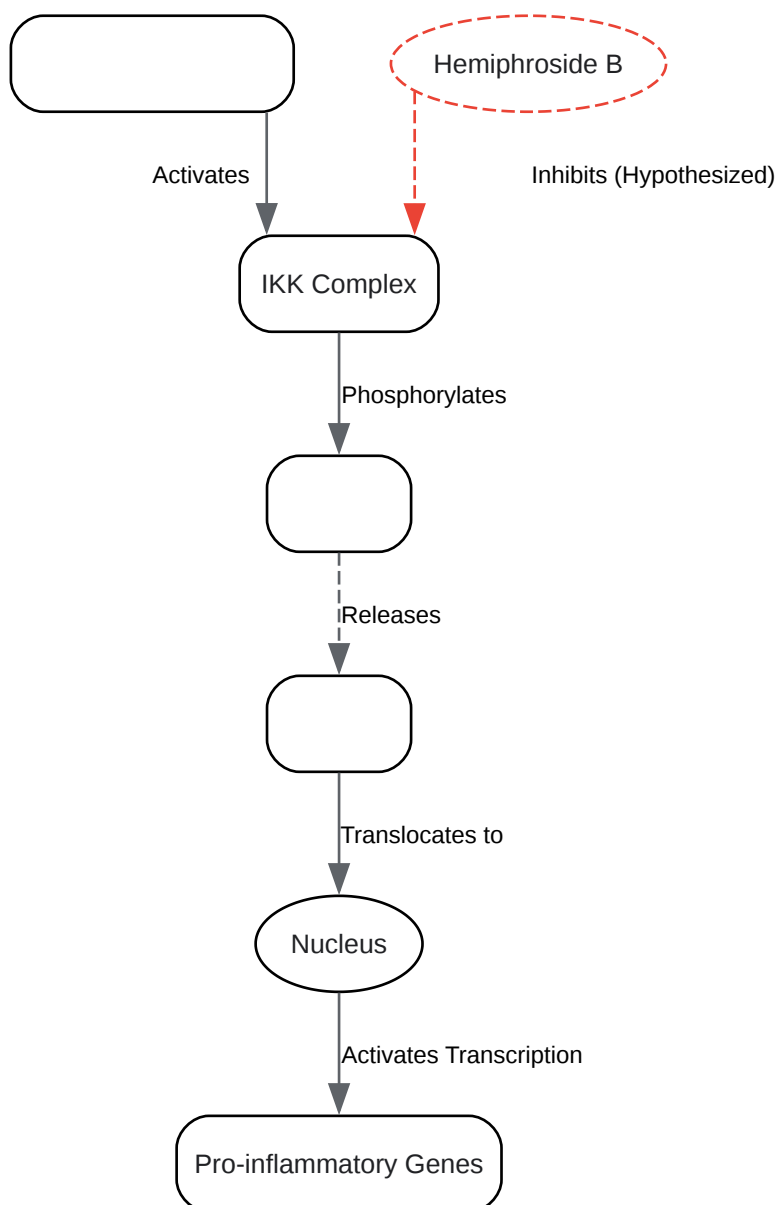 Hemiphroside B
Activates
Inhibits (Hypothesized)
IKK Complex
Phosphorylates
Releases
Translocates to
Nucleus
Activates Transcription
Pro-inflammatory Genes